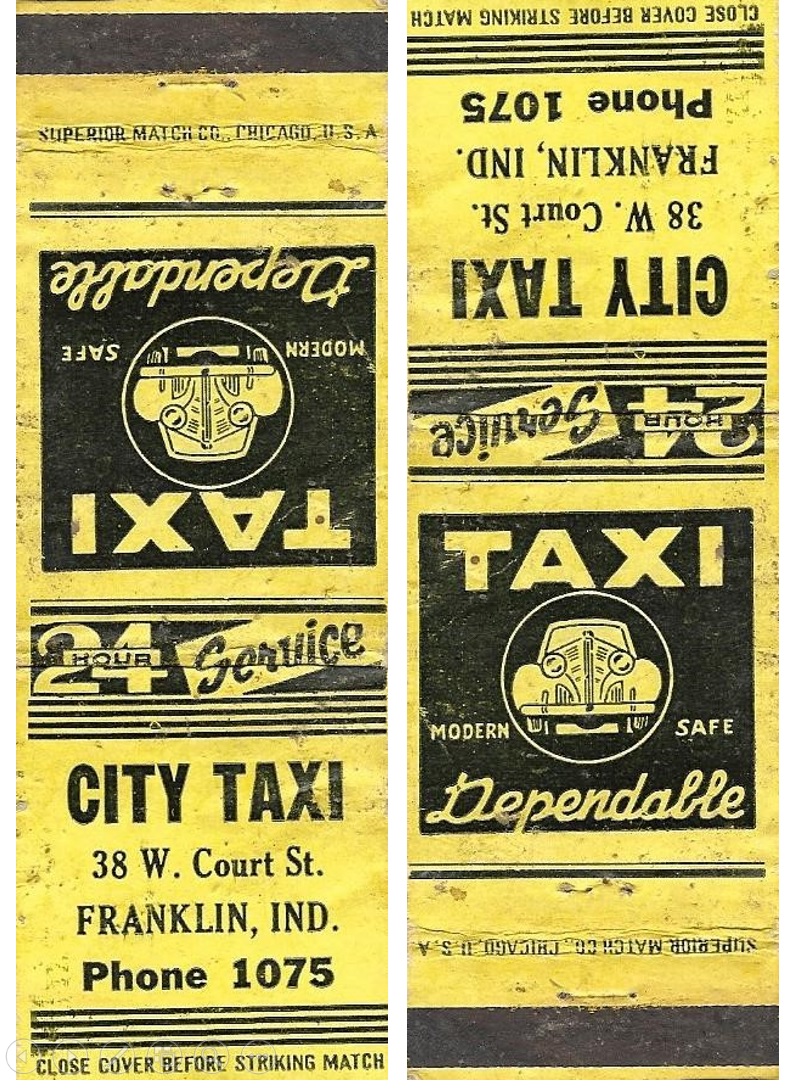 SUPERIOR MATCH CO., CHICAGO, U.S.A
Dependable
MODERN SAFE
TAXI
24 HOUR Service
CITY TAXI
38 W. Court St.
FRANKLIN, IND.
Phone 1075
CLOSE COVER BEFORE STRIKING MATCH
CLOSE COVER BEFORE STRIKING MATCH
Phone 1075
FRANKLIN, IND.
38 W. Court St.
CITY TAXI
24 HOUR Service
TAXI
MODERN SAFE
Dependable
SUPERIOR MATCH CO., CHICAGO, U.S.A